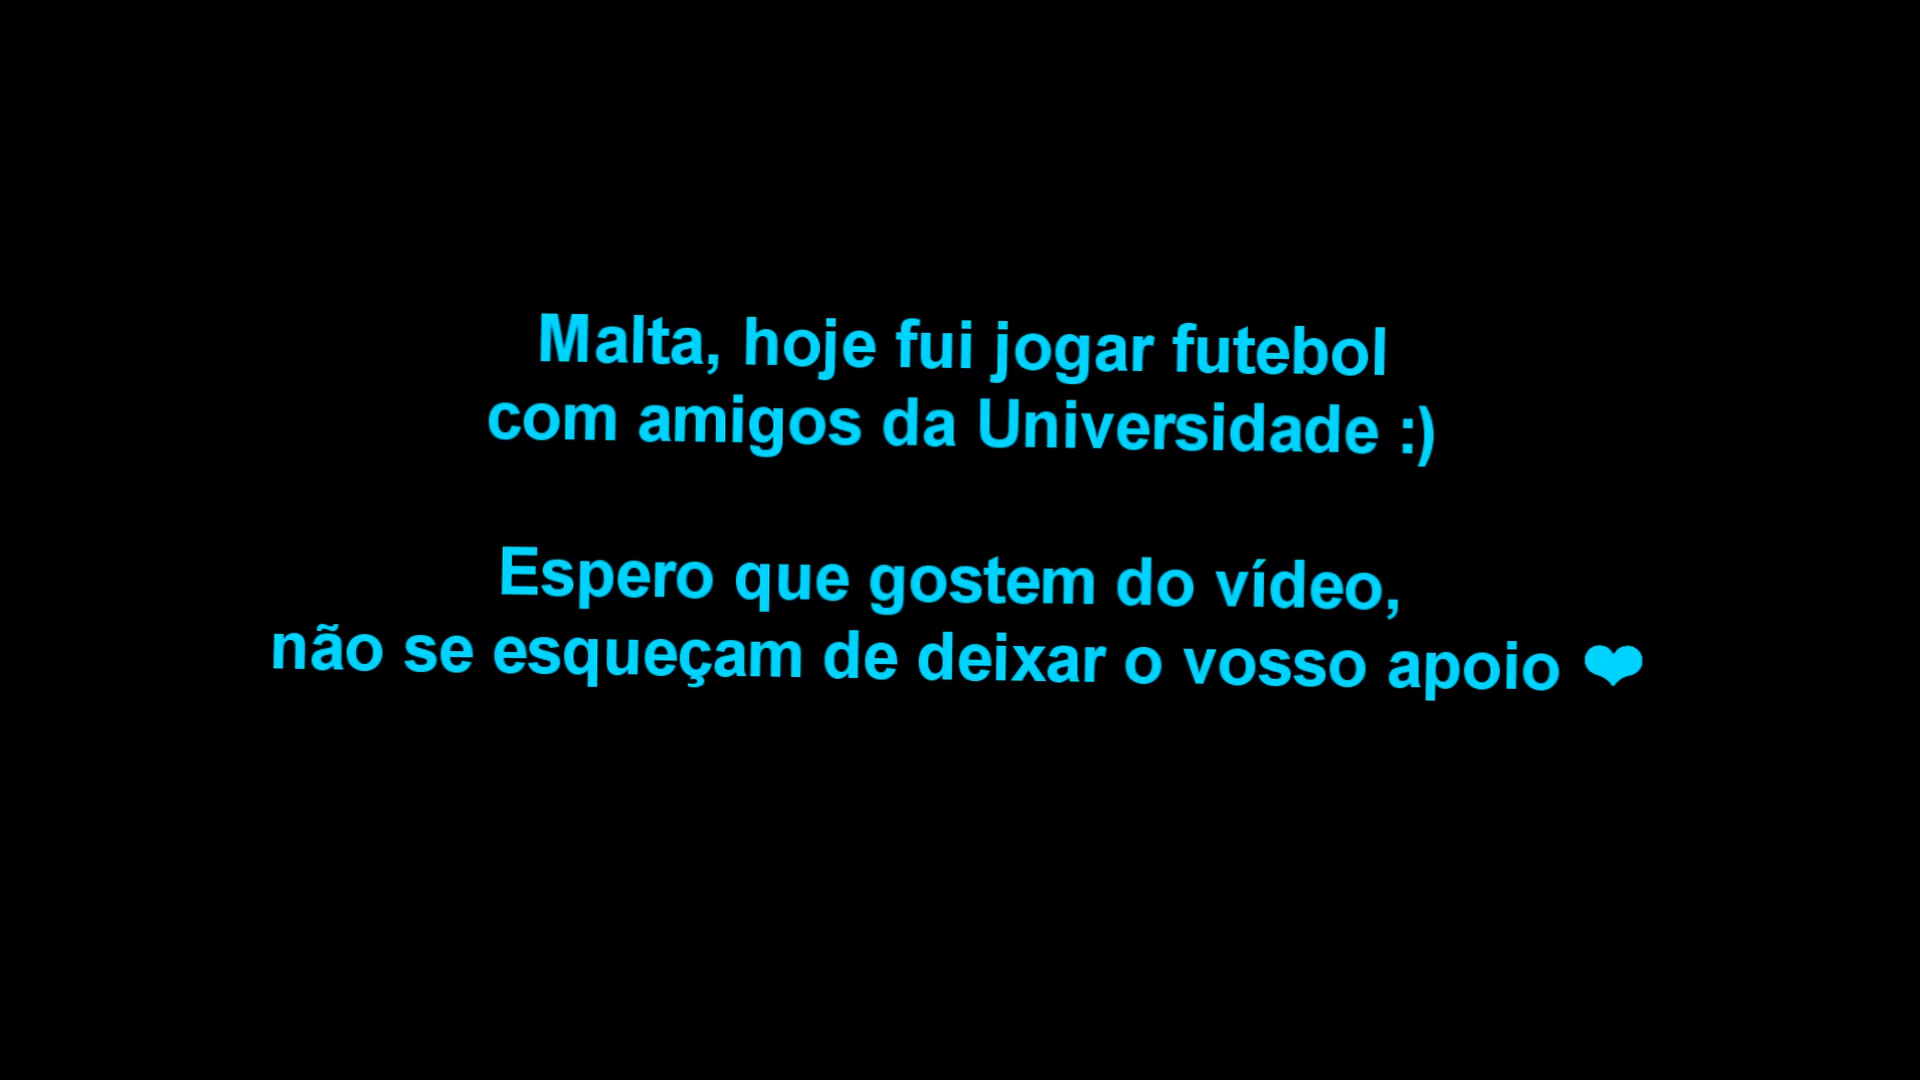 Malta, hoje fui jogar futebol
com amigos da Universidade :)
Espero que gostem do vídeo,
não se esqueçam de deixar o vosso apoio ❤